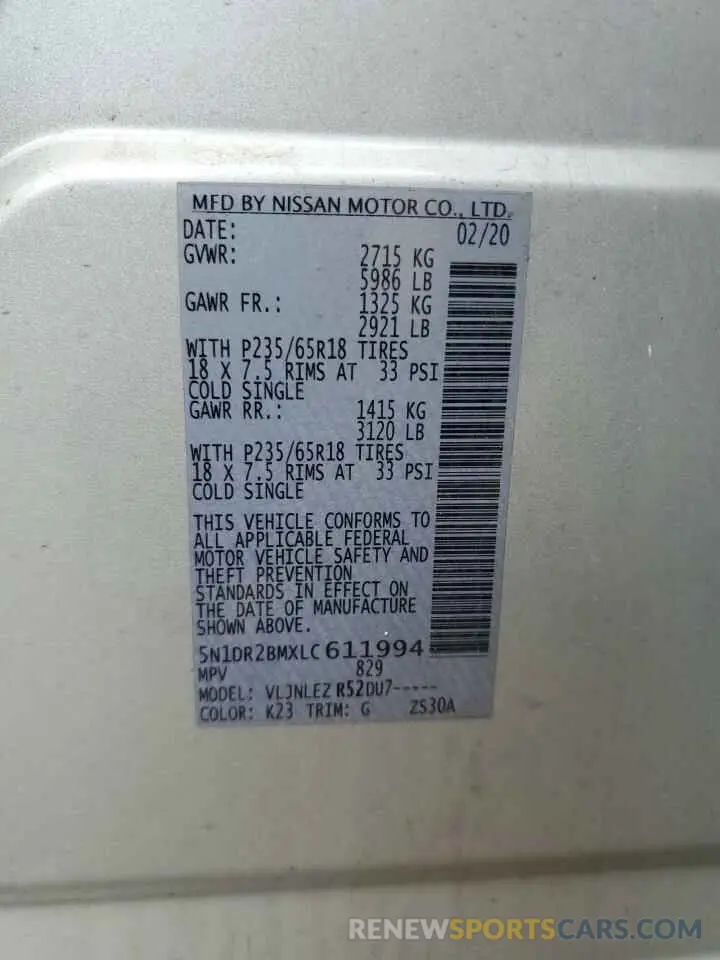 MFD BY NISSAN MOTOR CO., LTD.
DATE: 02/20
GVWR: 2715 KG
5986 LB
GAWR FR.: 1325 KG
2921 LB
WITH P235/65R18 TIRES
18 X 7.5 RIMS AT 33 PSI
COLD SINGLE
GAWR RR.: 1415 KG
3120 LB
WITH P235/65R18 TIRES
18 X 7.5 RIMS AT 33 PSI
COLD SINGLE
THIS VEHICLE CONFORMS TO
ALL APPLICABLE FEDERAL
MOTOR VEHICLE SAFETY AND
THEFT PREVENTION
STANDARDS IN EFFECT ON
THE DATE OF MANUFACTURE
SHOWN ABOVE.
5N1DR2BMXLC611994
MPV 829
MODEL: VLJNLEZ R52DU7-----
COLOR: K23 TRIM: G ZS30A
RENEWSPORTSCARS.COM